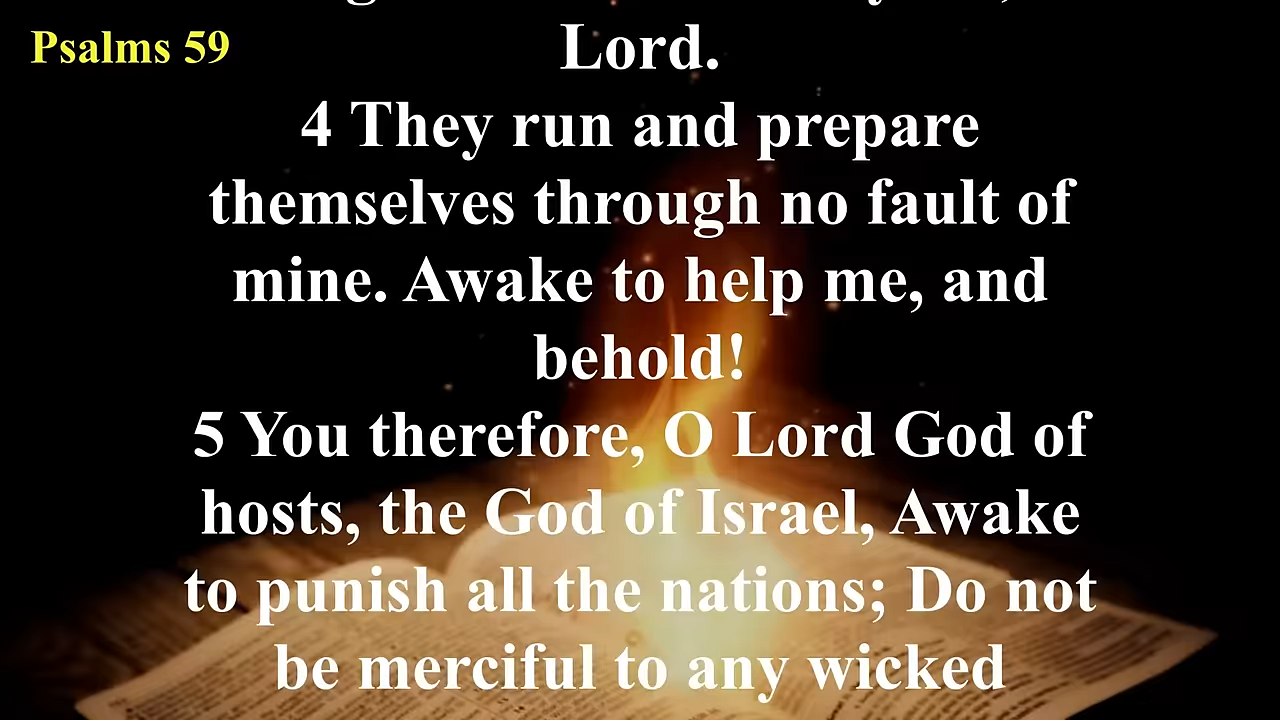 Psalms 59
Lord.
4 They run and prepare
themselves through no fault of
mine. Awake to help me, and
behold!
5 You therefore, O Lord God of
hosts, the God of Israel, Awake
to punish all the nations; Do not
be merciful to any wicked